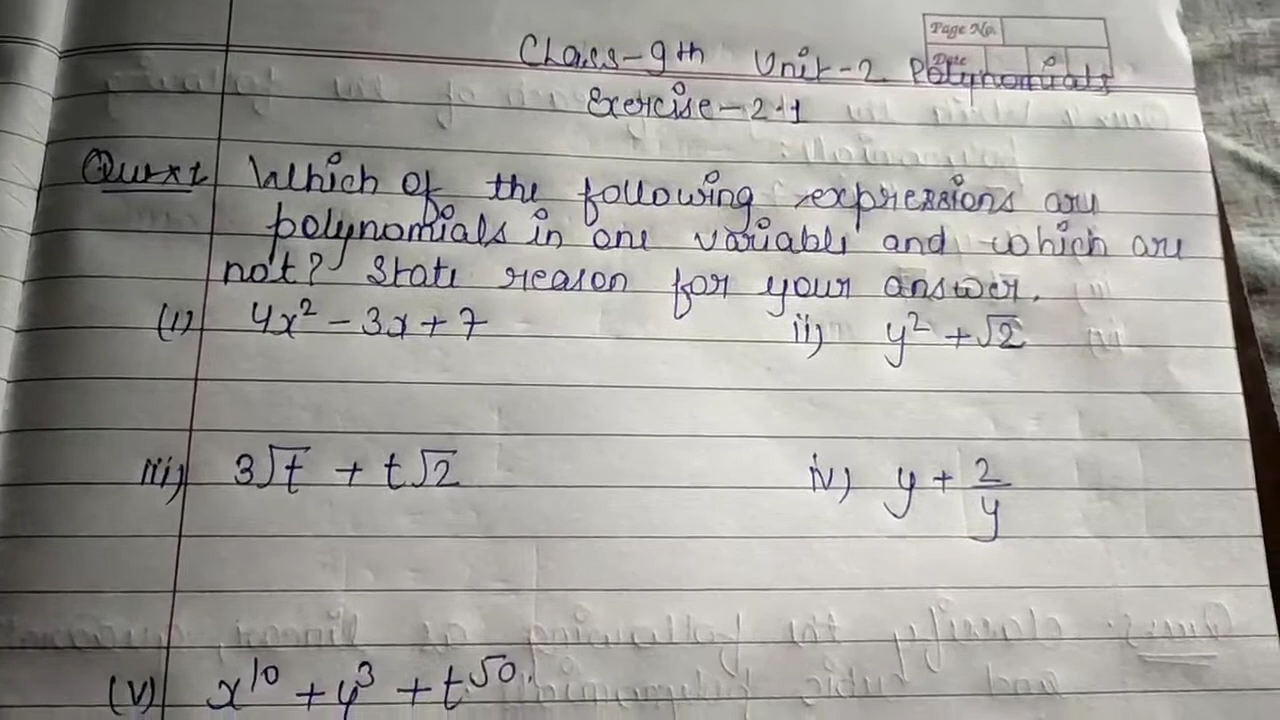 Page No.
Date
Class-9th Unit-2 Polynomials
Exercise-2.1
Ques1 Which of the following expressions are
polynomials in one variable and which are
not? State reason for your answer.
(i) 4x² - 3x + 7 ii) y² + √2
iii) 3√t + t√2 iv) y + 2/y
(v) x¹⁰ + y³ + t^√0.